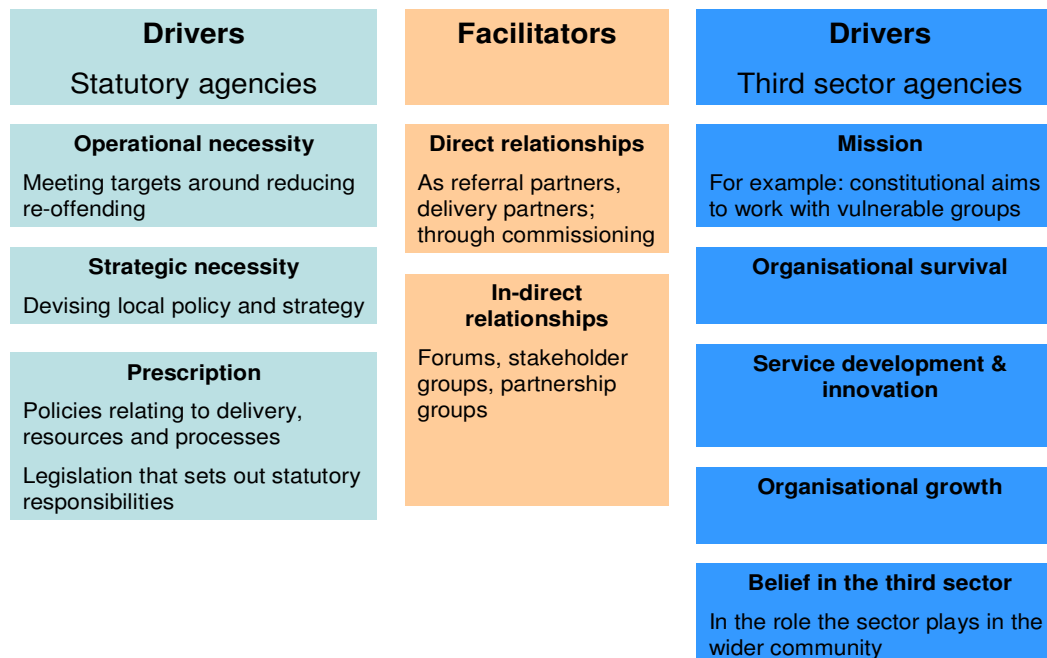 Drivers
Statutory agencies
Operational necessity
Meeting targets around reducing
re-offending
Strategic necessity
Devising local policy and strategy
Prescription
Policies relating to delivery,
resources and processes
Legislation that sets out statutory
responsibilities
Facilitators
Direct relationships
As referral partners,
delivery partners;
through commissioning
In-direct
relationships
Forums, stakeholder
groups, partnership
groups
Drivers
Third sector agencies
Mission
For example: constitutional aims
to work with vulnerable groups
Organisational survival
Service development &
innovation
Organisational growth
Belief in the third sector
In the role the sector plays in the
wider community